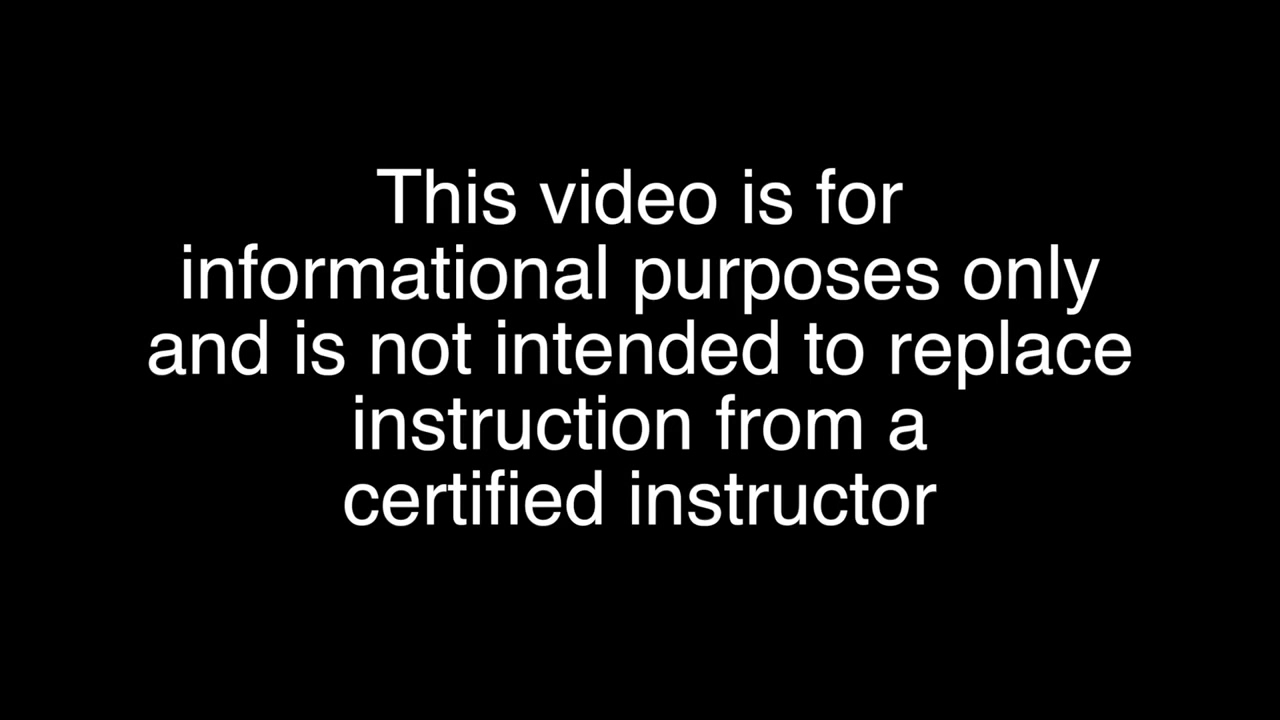 This video is for
informational purposes only
and is not intended to replace
instruction from a
certified instructor